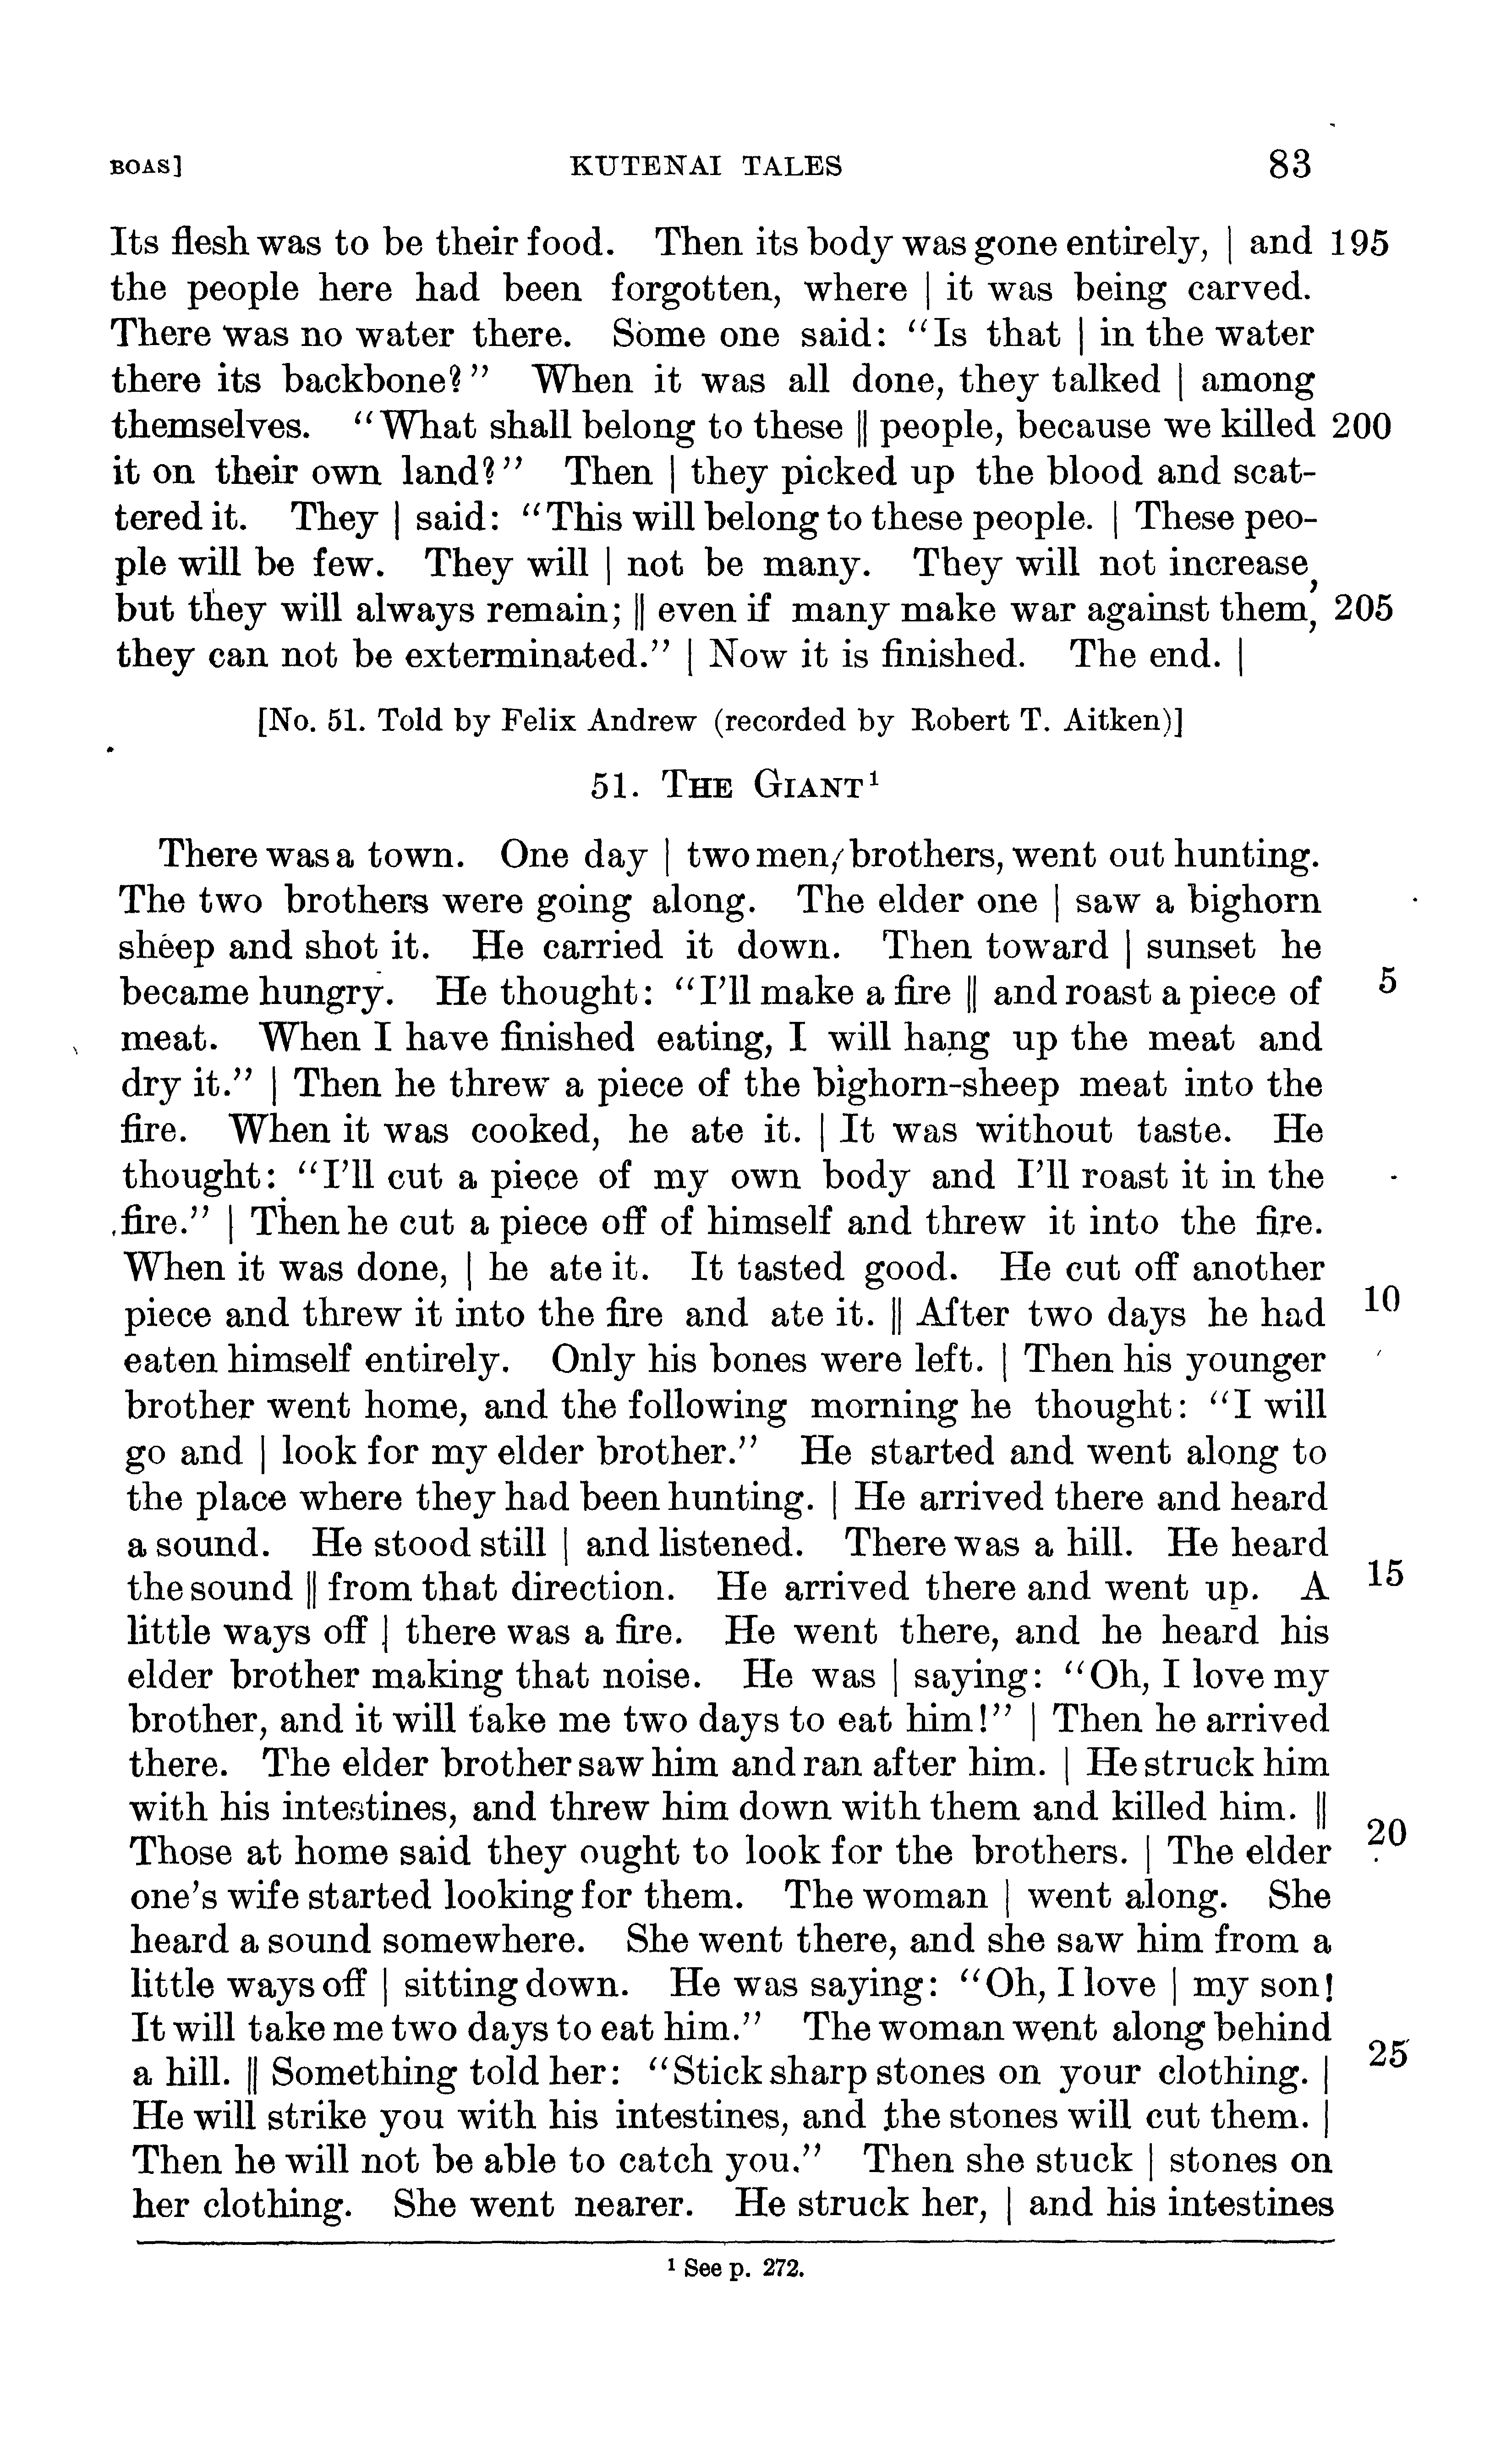 BOAS] KUTENAI TALES 83
Its flesh was to be their food. Then its body was gone entirely, | and 195
the people here had been forgotten, where | it was being carved.
There was no water there. Some one said: “Is that | in the water
there its backbone?” When it was all done, they talked | among
themselves. “What shall belong to these || people, because we killed 200
it on their own land?” Then | they picked up the blood and scat-
tered it. They | said: “This will belong to these people. | These peo-
ple will be few. They will | not be many. They will not increase,
but they will always remain; || even if many make war against them, 205
they can not be exterminated.” | Now it is finished. The end. |
[No. 51. Told by Felix Andrew (recorded by Robert T. Aitken)]
51. THE GIANT¹
There was a town. One day | two men, brothers, went out hunting.
The two brothers were going along. The elder one | saw a bighorn
sheep and shot it. He carried it down. Then toward | sunset he
became hungry. He thought: “I’ll make a fire || and roast a piece of 5
meat. When I have finished eating, I will hang up the meat and
dry it.” | Then he threw a piece of the bighorn-sheep meat into the
fire. When it was cooked, he ate it. | It was without taste. He
thought: “I’ll cut a piece of my own body and I’ll roast it in the
fire.” | Then he cut a piece off of himself and threw it into the fire.
When it was done, | he ate it. It tasted good. He cut off another
piece and threw it into the fire and ate it. || After two days he had 10
eaten himself entirely. Only his bones were left. | Then his younger
brother went home, and the following morning he thought: “I will
go and | look for my elder brother.” He started and went along to
the place where they had been hunting. | He arrived there and heard
a sound. He stood still | and listened. There was a hill. He heard
the sound || from that direction. He arrived there and went up. A 15
little ways off | there was a fire. He went there, and he heard his
elder brother making that noise. He was | saying: “Oh, I love my
brother, and it will take me two days to eat him!” | Then he arrived
there. The elder brother saw him and ran after him. | He struck him
with his intestines, and threw him down with them and killed him. ||
Those at home said they ought to look for the brothers. | The elder 20
one’s wife started looking for them. The woman | went along. She
heard a sound somewhere. She went there, and she saw him from a
little ways off | sitting down. He was saying: “Oh, I love | my son!
It will take me two days to eat him.” The woman went along behind
a hill. || Something told her: “Stick sharp stones on your clothing. | 25
He will strike you with his intestines, and the stones will cut them. |
Then he will not be able to catch you.” Then she stuck | stones on
her clothing. She went nearer. He struck her, | and his intestines
¹ See p. 272.